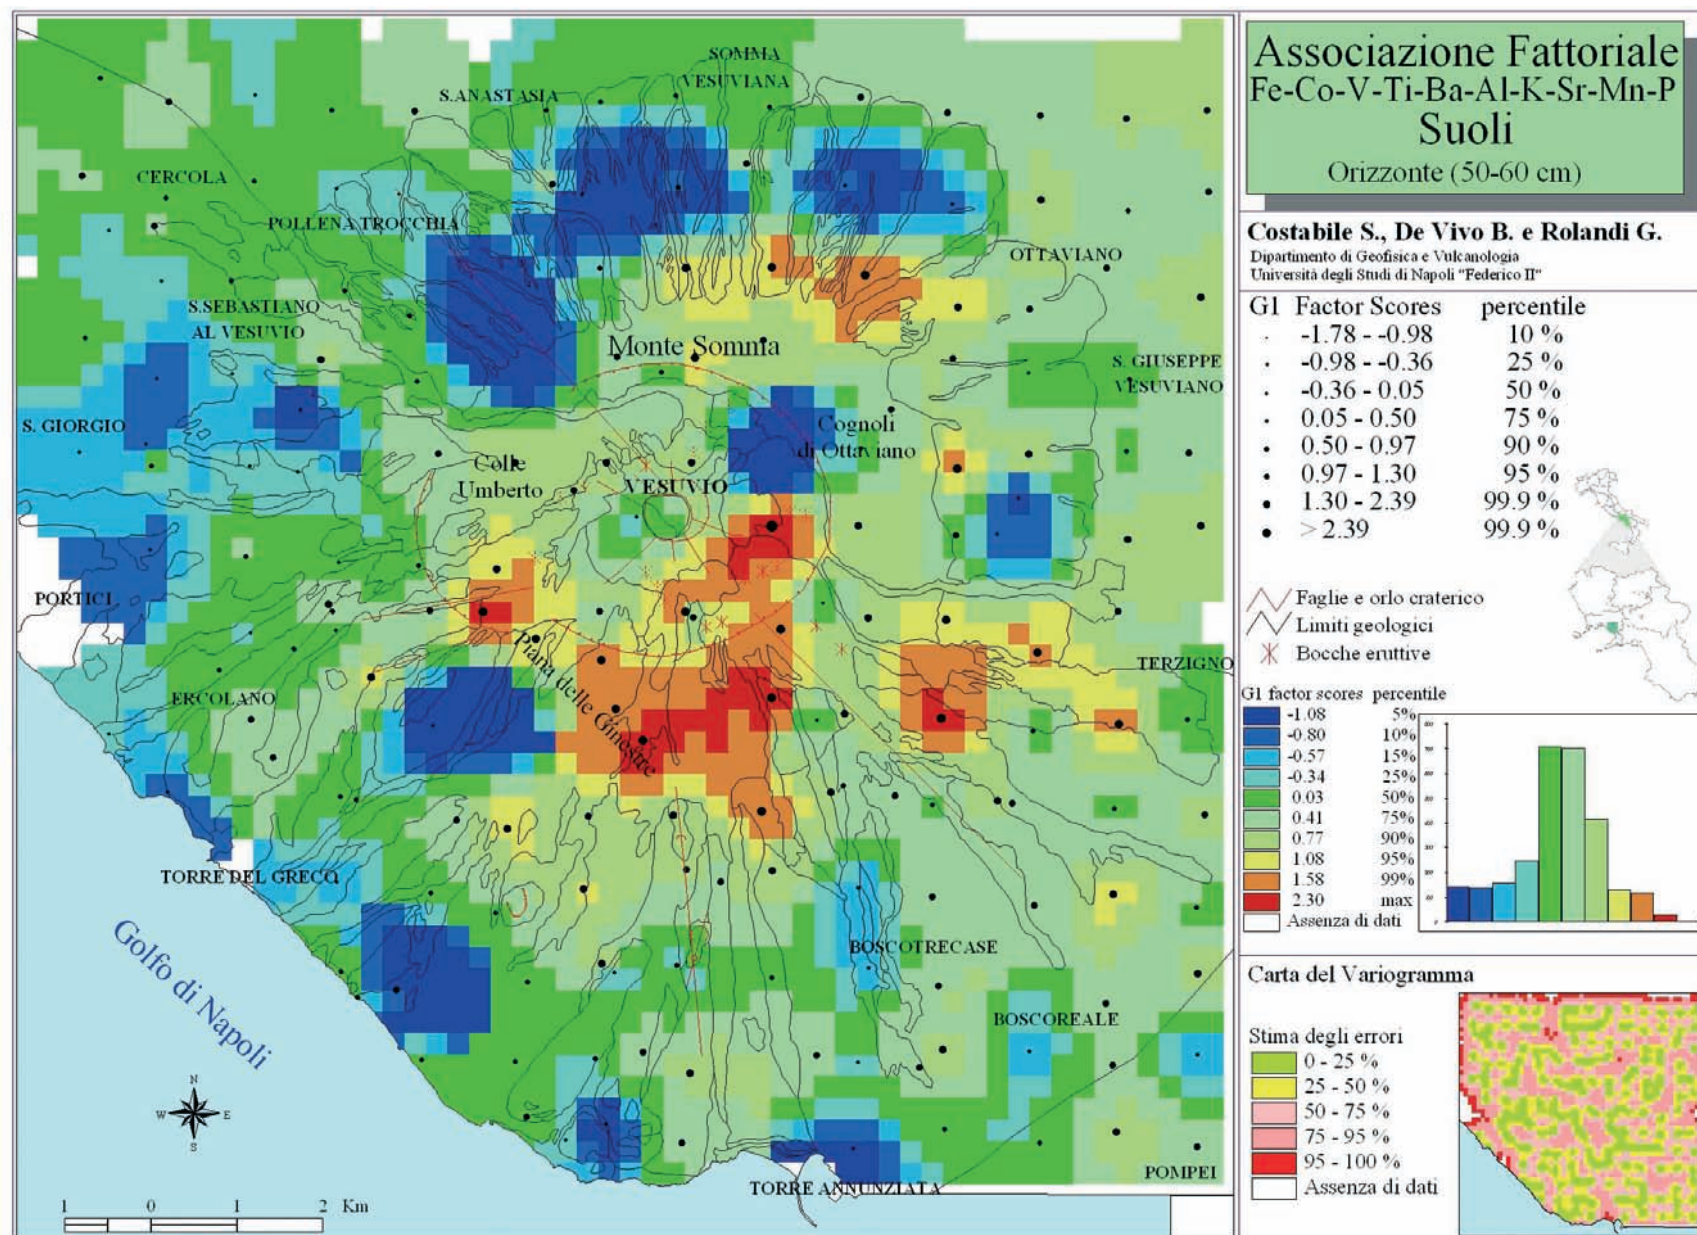 SOMMA
VESUVIANA
S.ANASTASIA
CERCOLA
POLLENA TROCCHIA
OTTAVIANO
S.SEBASTIANO
AL VESUVIO
Monte Somma
S. GIUSEPPE
VESUVIANO
S. GIORGIO
Cognoli
di Ottaviano
Colle
Umberto
VESUVIO
PORTICI
Piana delle Ginestre
TERZIGNO
ERCOLANO
TORRE DEL GRECO
BOSCOTRECASE
Golfo di Napoli
BOSCOREALE
N
W E
S
POMPEI
TORRE ANNUNZIATA
1 0 1 2 Km
Associazione Fattoriale
Fe-Co-V-Ti-Ba-Al-K-Sr-Mn-P
Suoli
Orizzonte (50-60 cm)
Costabile S., De Vivo B. e Rolandi G.
Dipartimento di Geofisica e Vulcanologia
Università degli Studi di Napoli "Federico II"
G1 Factor Scores percentile
-1.78 - -0.98 10 %
-0.98 - -0.36 25 %
-0.36 - 0.05 50 %
0.05 - 0.50 75 %
0.50 - 0.97 90 %
0.97 - 1.30 95 %
1.30 - 2.39 99.9 %
> 2.39 99.9 %
Faglie e orlo craterico
Limiti geologici
Bocche eruttive
G1 factor scores percentile
-1.08 5%
-0.80 10%
-0.57 15%
-0.34 25%
0.03 50%
0.41 75%
0.77 90%
1.08 95%
1.58 99%
2.30 max
Assenza di dati
Carta del Variogramma
Stima degli errori
0 - 25 %
25 - 50 %
50 - 75 %
75 - 95 %
95 - 100 %
Assenza di dati